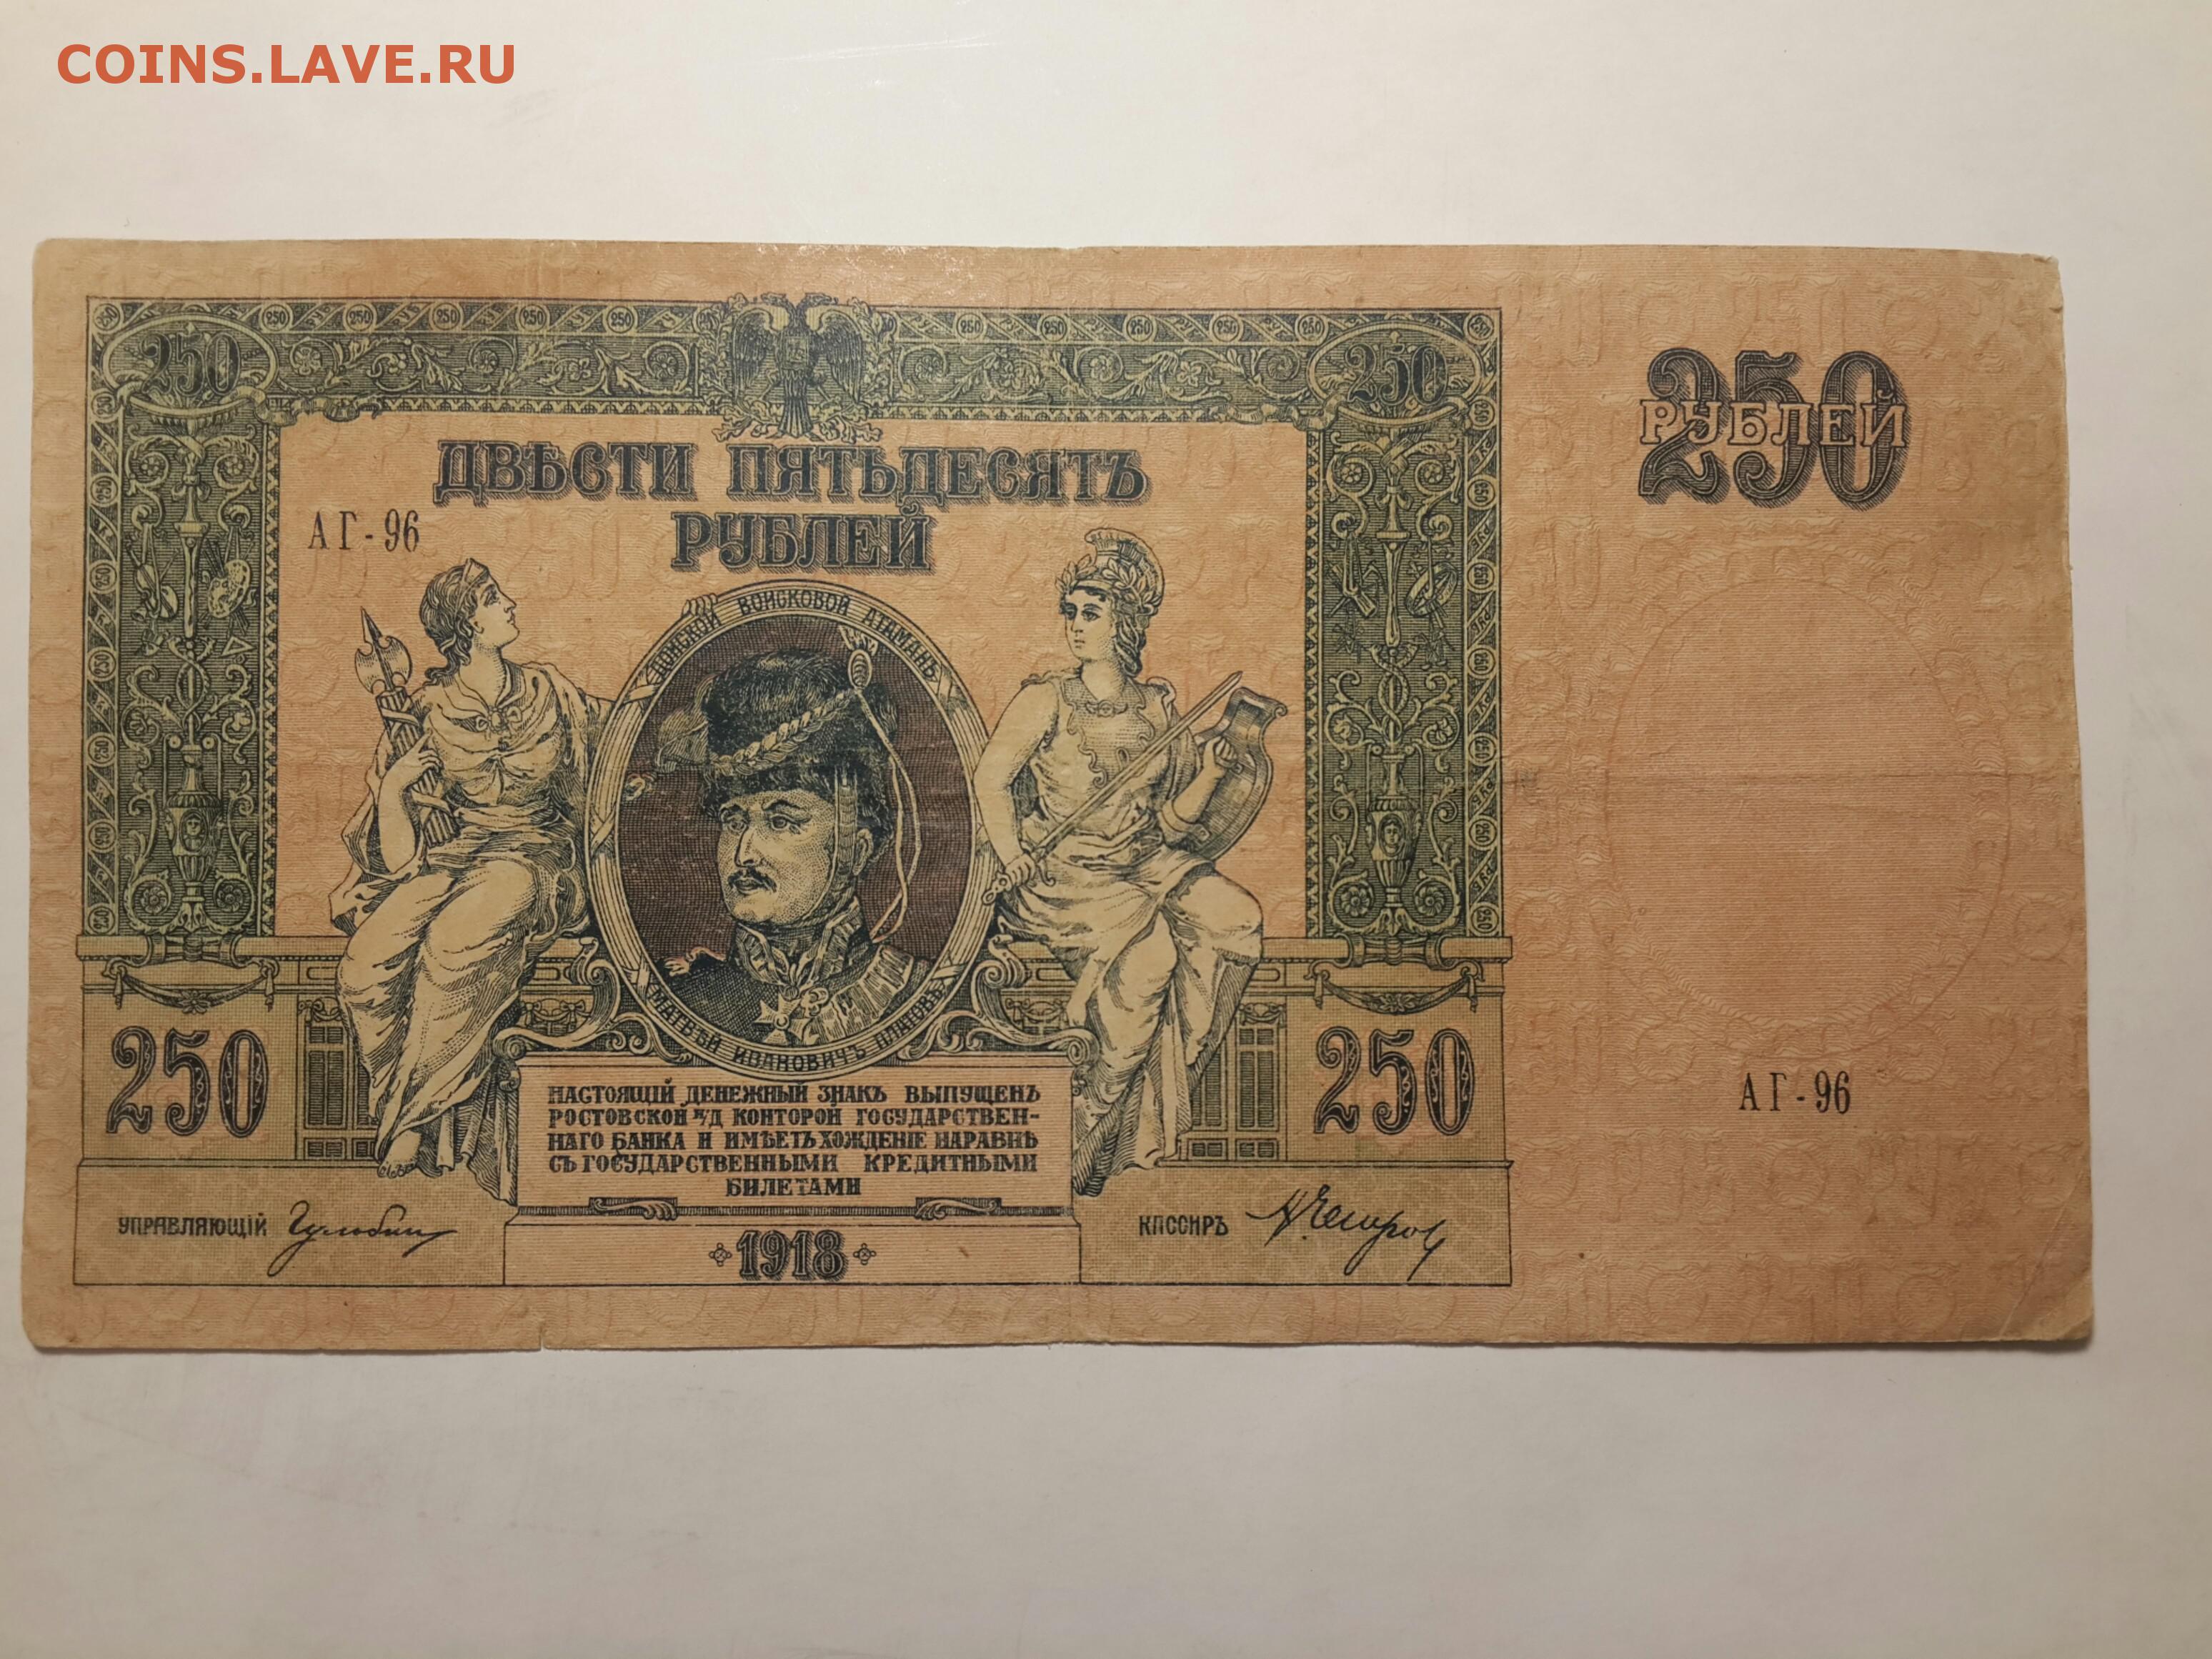 COINS.LAVE.RU
250
250
250
РУБЛЕЙ
ДВѢСТИ ПЯТЬДЕСЯТЪ
РУБЛЕЙ
АГ-96
ДОНСКОЙ ВОЙСКОВОЙ АТАМАНЪ
МАТВѢЙ ИВАНОВИЧЪ ПЛАТОВЪ
250
250
АГ-96
НАСТОЯЩІЙ ДЕНЕЖНЫЙ ЗНАКЪ ВЫПУЩЕНЪ
РОСТОВСКОЙ Н/Д КОНТОРОЙ ГОСУДАРСТВЕН-
НАГО БАНКА И ИМѢЕТЪ ХОЖДЕНІЕ НАРАВНѢ
СЪ ГОСУДАРСТВЕННЫМИ КРЕДИТНЫМИ
БИЛЕТАМИ
УПРАВЛЯЮЩІЙ
КАССИРЪ
1918